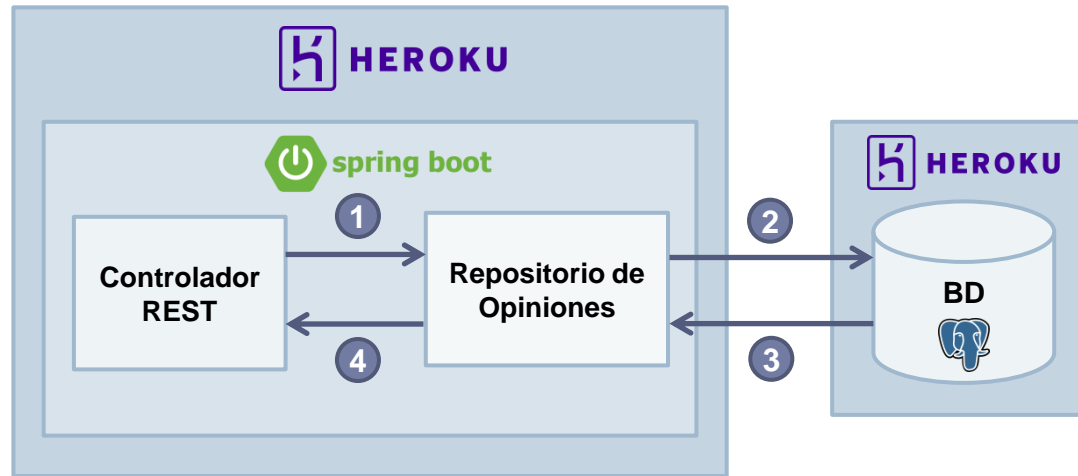 HEROKU
spring boot
HEROKU
1
2
Controlador
REST
Repositorio de
Opiniones
BD
4
3